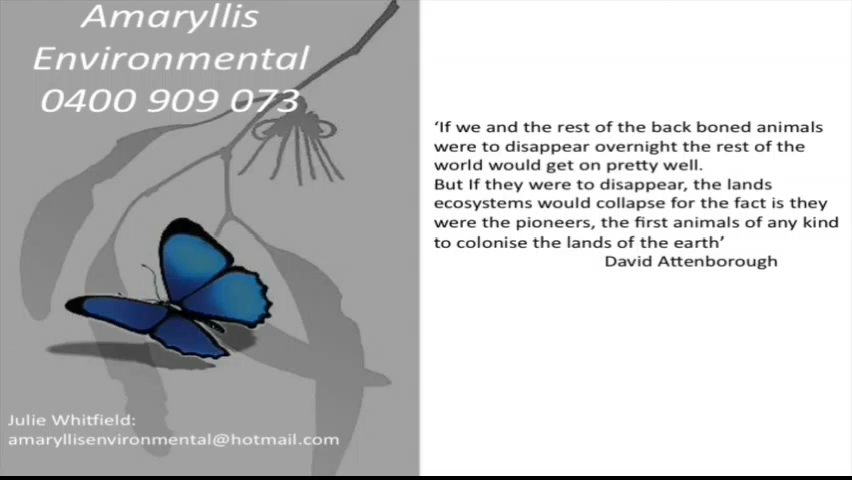 Amaryllis
Environmental
0400 909 073
‘If we and the rest of the back boned animals
were to disappear overnight the rest of the
world would get on pretty well.
But If they were to disappear, the lands
ecosystems would collapse for the fact is they
were the pioneers, the first animals of any kind
to colonise the lands of the earth’
David Attenborough
Julie Whitfield:
amaryllisenvironmental@hotmail.com